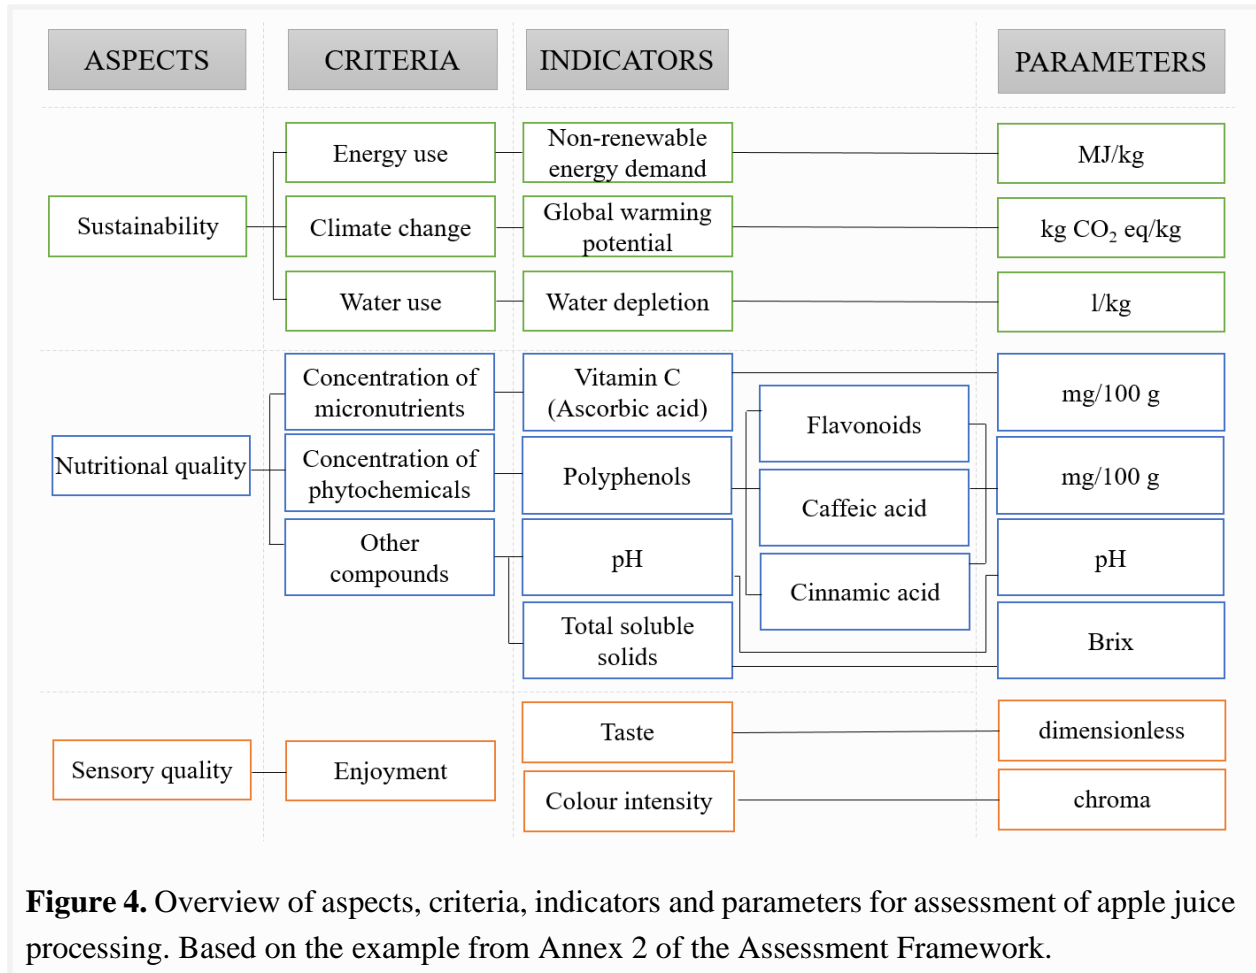 ASPECTS
CRITERIA
INDICATORS
PARAMETERS
Sustainability
Energy use
Non-renewable
energy demand
MJ/kg
Climate change
Global warming
potential
kg CO₂ eq/kg
Water use
Water depletion
l/kg
Nutritional quality
Concentration of
micronutrients
Vitamin C
(Ascorbic acid)
mg/100 g
Concentration of
phytochemicals
Polyphenols
Flavonoids
Caffeic acid
Cinnamic acid
mg/100 g
Other
compounds
pH
pH
Total soluble
solids
Brix
Sensory quality
Enjoyment
Taste
dimensionless
Colour intensity
chroma
Figure 4. Overview of aspects, criteria, indicators and parameters for assessment of apple juice
processing. Based on the example from Annex 2 of the Assessment Framework.